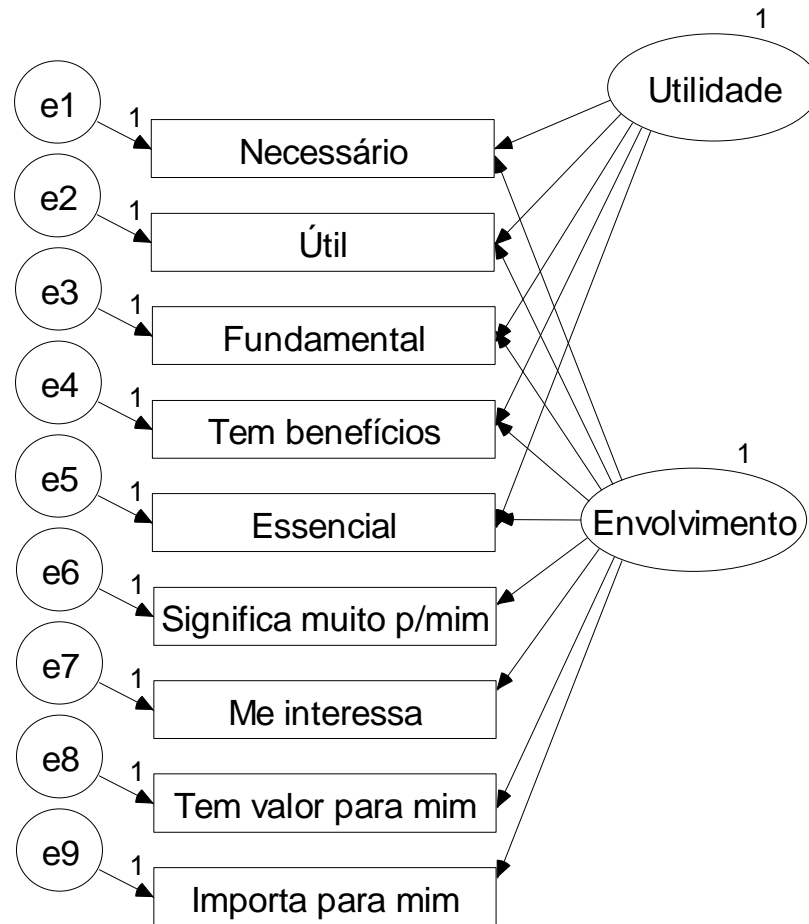 1
Utilidade
e1
1
Necessário
e2
1
Útil
e3
1
Fundamental
e4
1
Tem benefícios
e5
1
Essencial
1
Envolvimento
e6
1
Significa muito p/mim
e7
1
Me interessa
e8
1
Tem valor para mim
e9
1
Importa para mim